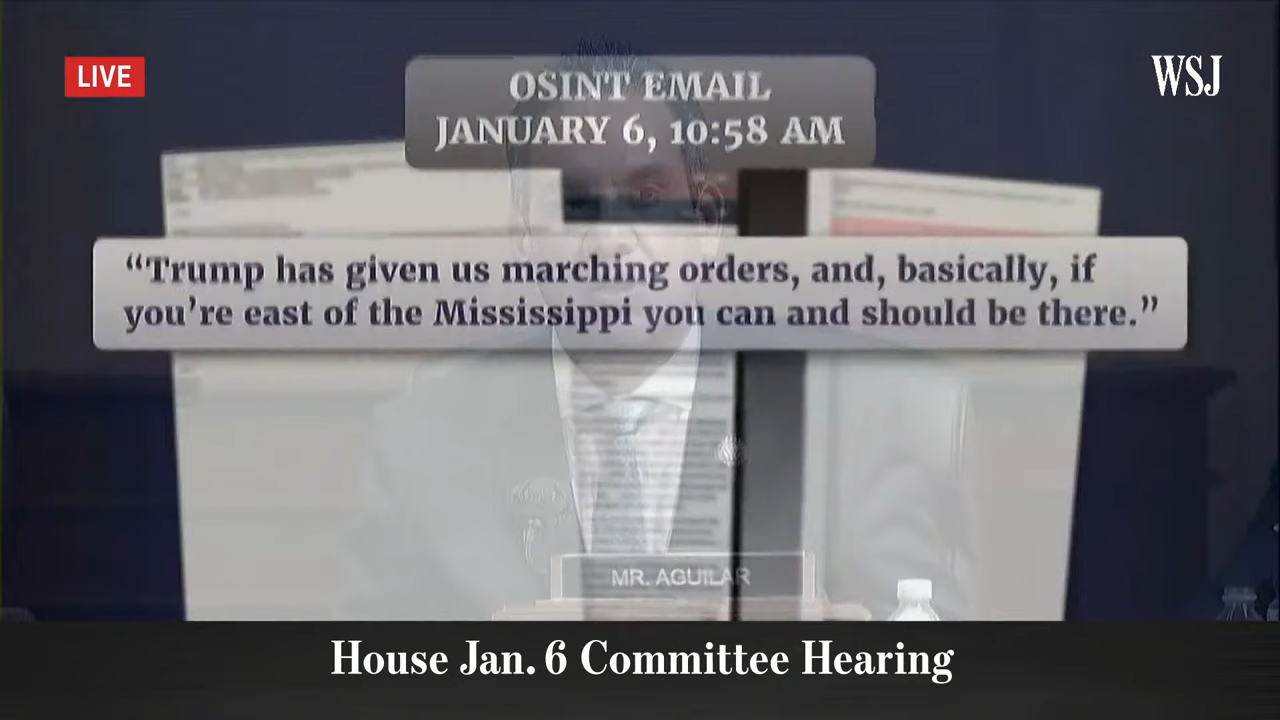 LIVE
WSJ
OSINT EMAIL
JANUARY 6, 10:58 AM
“Trump has given us marching orders, and, basically, if
you’re east of the Mississippi you can and should be there.”
MR. AGUILAR
House Jan. 6 Committee Hearing